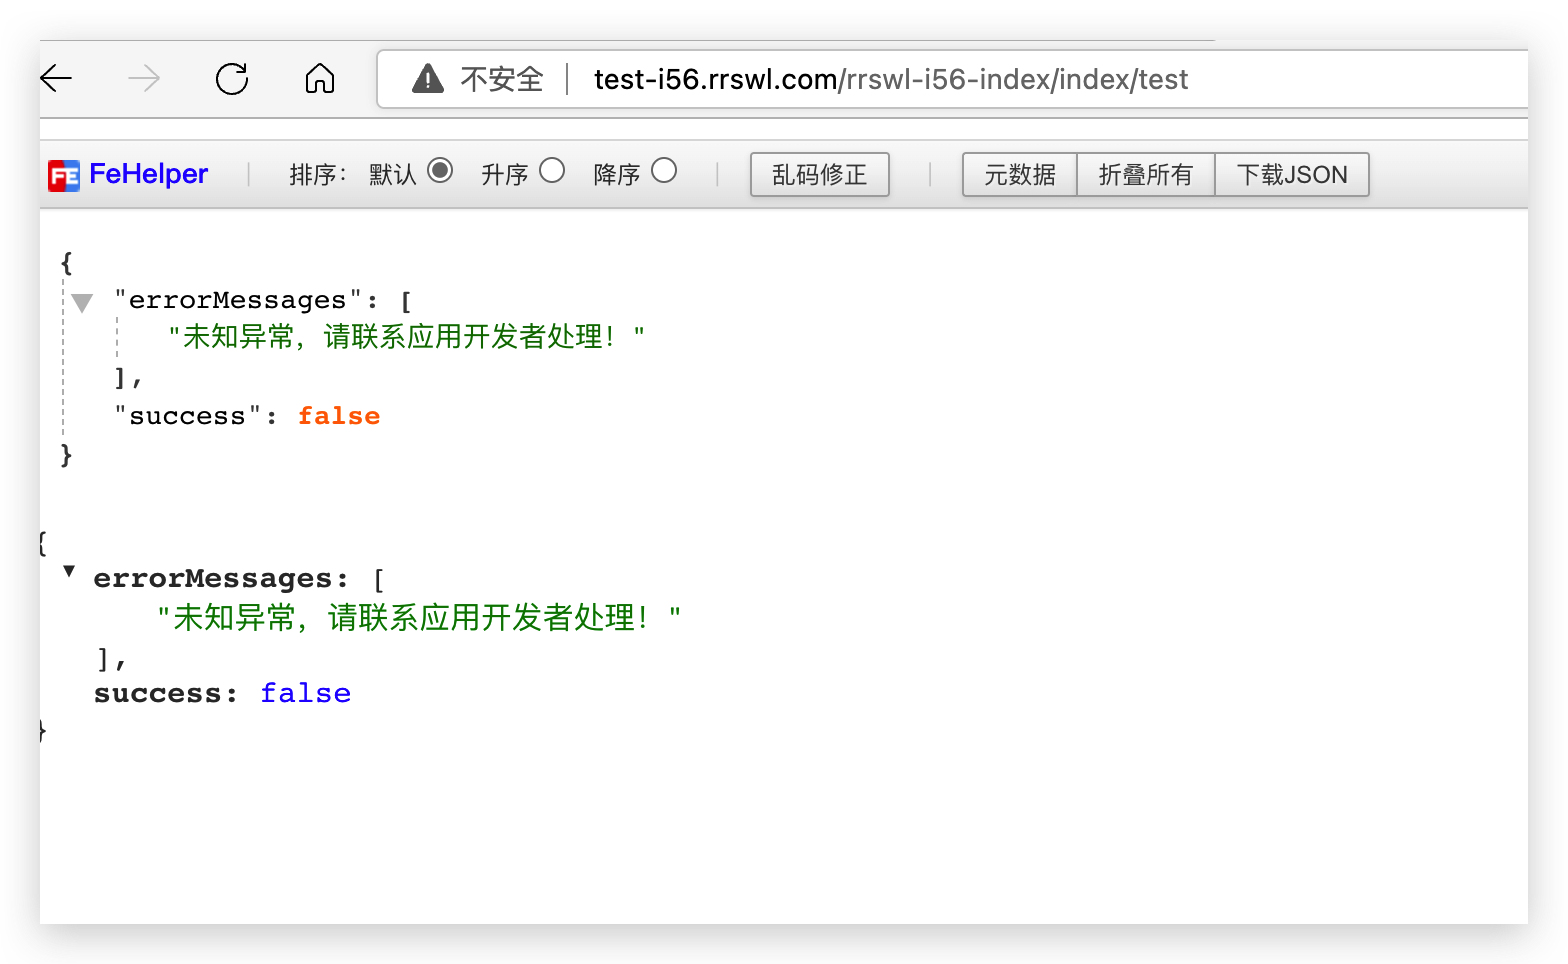 不安全 test-i56.rrswl.com/rrswl-i56-index/index/test
FE FeHelper 排序： 默认 升序 降序 乱码修正 元数据 折叠所有 下载JSON
{
"errorMessages": [
"未知异常，请联系应用开发者处理！"
],
"success": false
}
{
errorMessages: [
"未知异常，请联系应用开发者处理！"
],
success: false
}